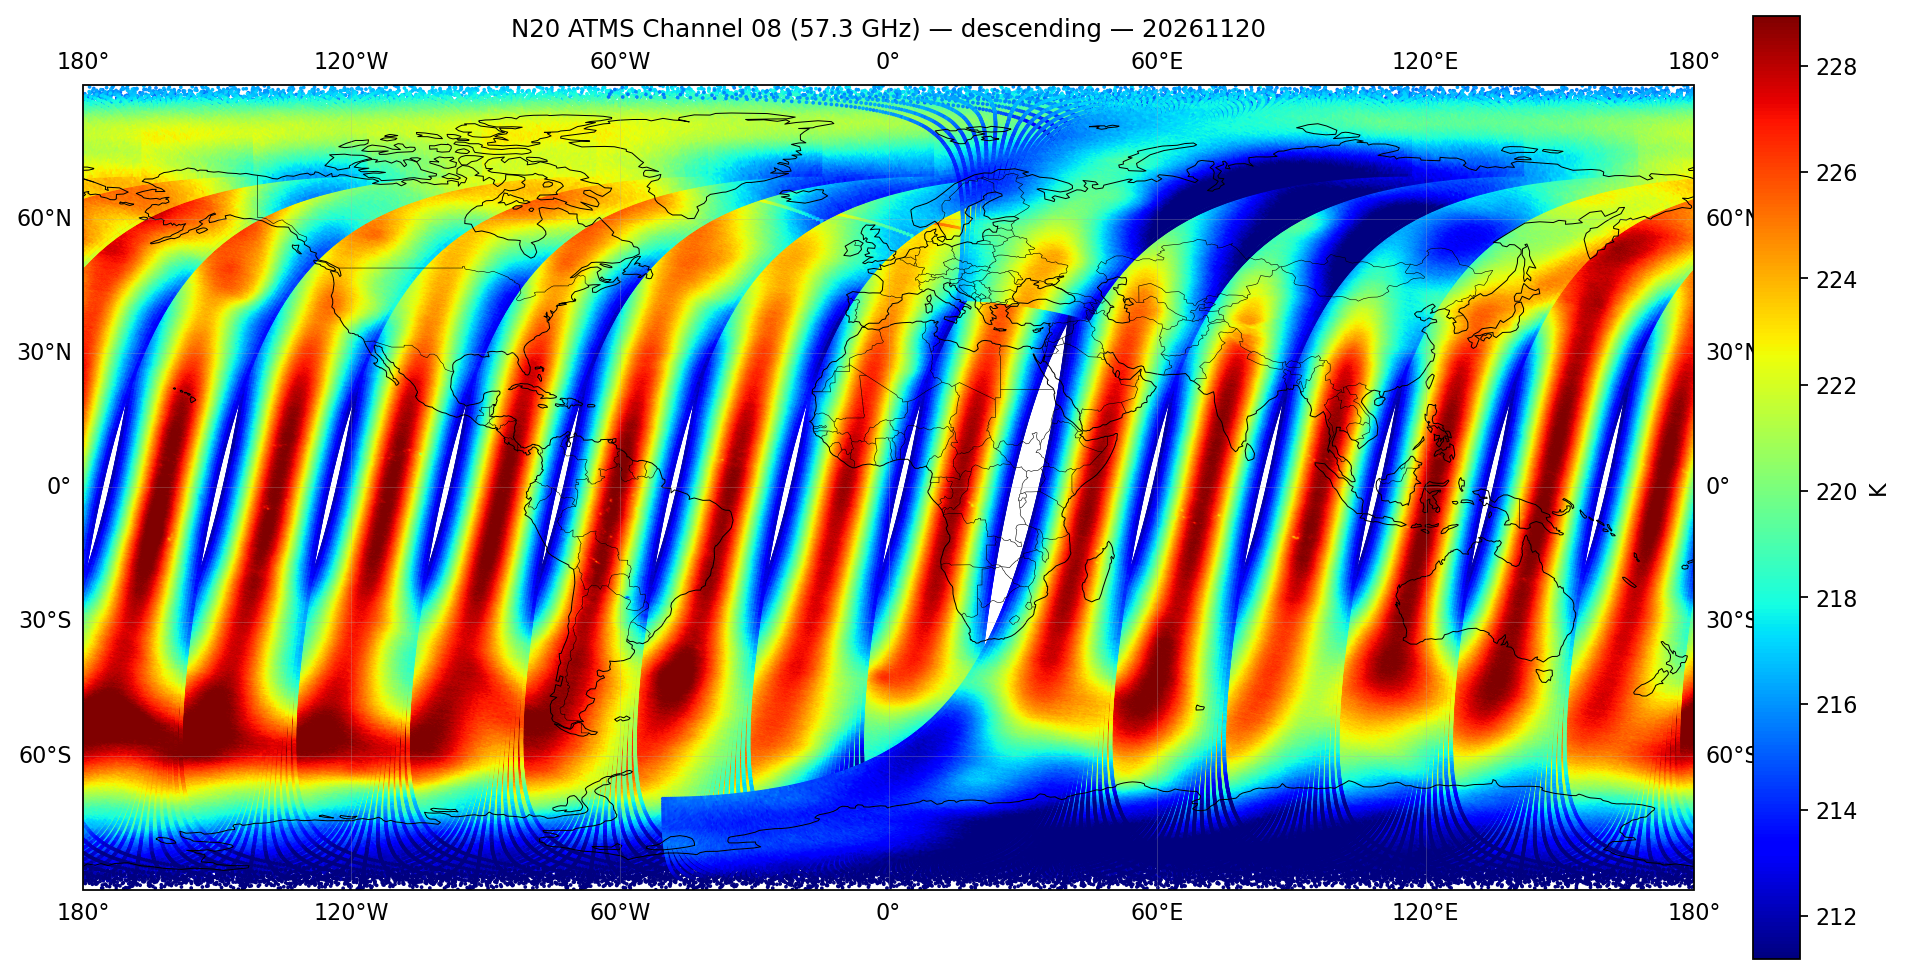 N20 ATMS Channel 08 (57.3 GHz) — descending — 20261120
180° 120°W 60°W 0° 60°E 120°E 180°
228
226
60°N 60°N
224
30°N 30°N
222
0° 0° 220 K
218
30°S 30°S
216
60°S 60°S
214
180° 120°W 60°W 0° 60°E 120°E 180°
212